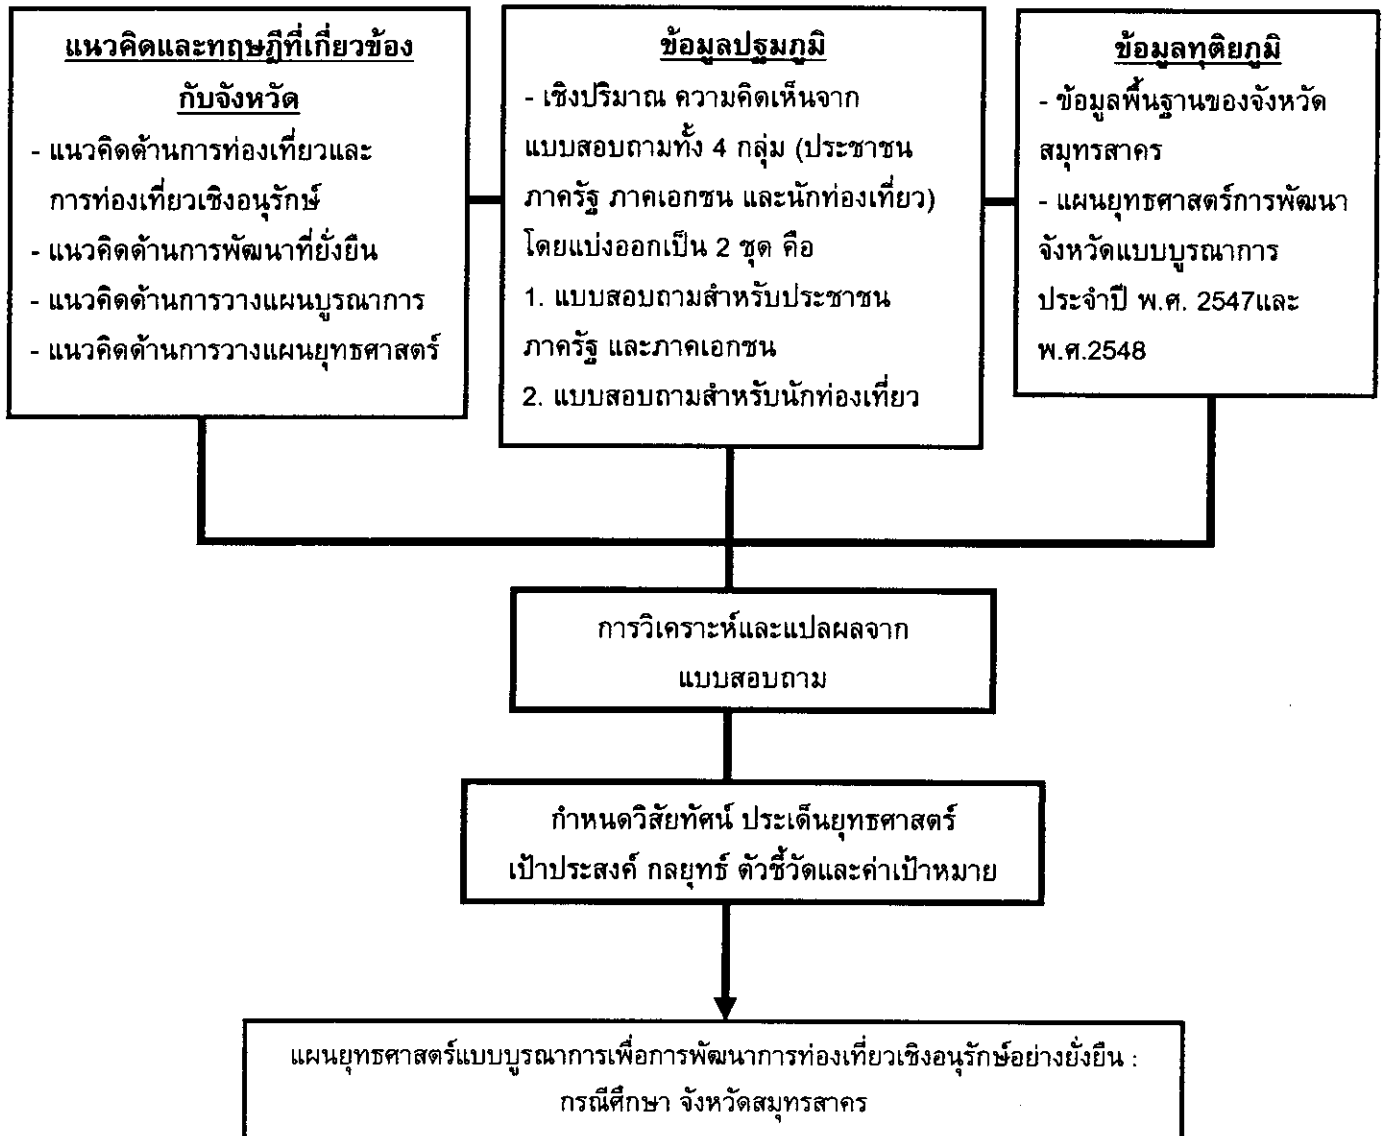 แนวคิดและทฤษฎีที่เกี่ยวข้อง
กับจังหวัด
- แนวคิดด้านการท่องเที่ยวและ
การท่องเที่ยวเชิงอนุรักษ์
- แนวคิดด้านการพัฒนาที่ยั่งยืน
- แนวคิดด้านการวางแผนบูรณาการ
- แนวคิดด้านการวางแผนยุทธศาสตร์
ข้อมูลปฐมภูมิ
- เชิงปริมาณ ความคิดเห็นจาก
แบบสอบถามทั้ง 4 กลุ่ม (ประชาชน
ภาครัฐ ภาคเอกชน และนักท่องเที่ยว)
โดยแบ่งออกเป็น 2 ชุด คือ
1. แบบสอบถามสำหรับประชาชน
ภาครัฐ และภาคเอกชน
2. แบบสอบถามสำหรับนักท่องเที่ยว
ข้อมูลทุติยภูมิ
- ข้อมูลพื้นฐานของจังหวัด
สมุทรสาคร
- แผนยุทธศาสตร์การพัฒนา
จังหวัดแบบบูรณาการ
ประจำปี พ.ศ. 2547และ
พ.ศ.2548
การวิเคราะห์และแปลผลจาก
แบบสอบถาม
กำหนดวิสัยทัศน์ ประเด็นยุทธศาสตร์
เป้าประสงค์ กลยุทธ์ ตัวชี้วัดและค่าเป้าหมาย
แผนยุทธศาสตร์แบบบูรณาการเพื่อการพัฒนาการท่องเที่ยวเชิงอนุรักษ์อย่างยั่งยืน :
กรณีศึกษา จังหวัดสมุทรสาคร